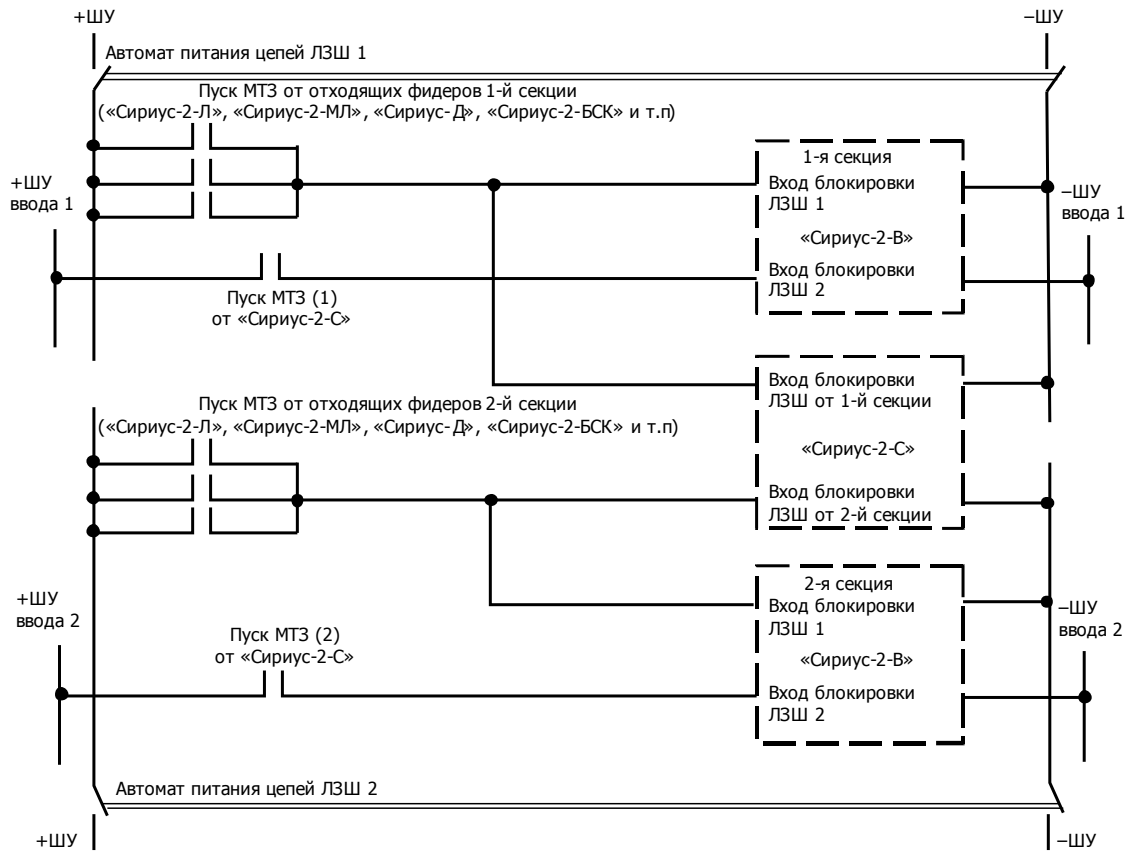 +ШУ
–ШУ
Автомат питания цепей ЛЗШ 1
Пуск МТЗ от отходящих фидеров 1-й секции
(«Сириус-2-Л», «Сириус-2-МЛ», «Сириус-Д», «Сириус-2-БСК» и т.п)
+ШУ
ввода 1
1-я секция
Вход блокировки
ЛЗШ 1
«Сириус-2-В»
Вход блокировки
ЛЗШ 2
–ШУ
ввода 1
Пуск МТЗ (1)
от «Сириус-2-С»
Вход блокировки
ЛЗШ от 1-й секции
«Сириус-2-С»
Вход блокировки
ЛЗШ от 2-й секции
Пуск МТЗ от отходящих фидеров 2-й секции
(«Сириус-2-Л», «Сириус-2-МЛ», «Сириус-Д», «Сириус-2-БСК» и т.п)
+ШУ
ввода 2
2-я секция
Вход блокировки
ЛЗШ 1
«Сириус-2-В»
Вход блокировки
ЛЗШ 2
–ШУ
ввода 2
Пуск МТЗ (2)
от «Сириус-2-С»
Автомат питания цепей ЛЗШ 2
+ШУ
–ШУ